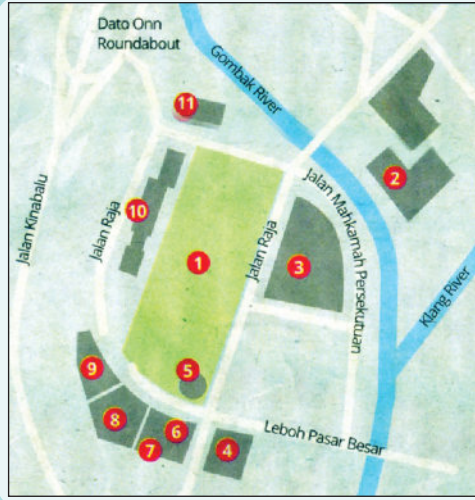 Dato Onn
Roundabout
Gombak River
11
2
Jalan Mahkamah Persekutuan
10
Jalan Kinabalu
Jalan Raja
1
Jalan Raja
3
Klang River
9
5
8
6
7
4
Leboh Pasar Besar